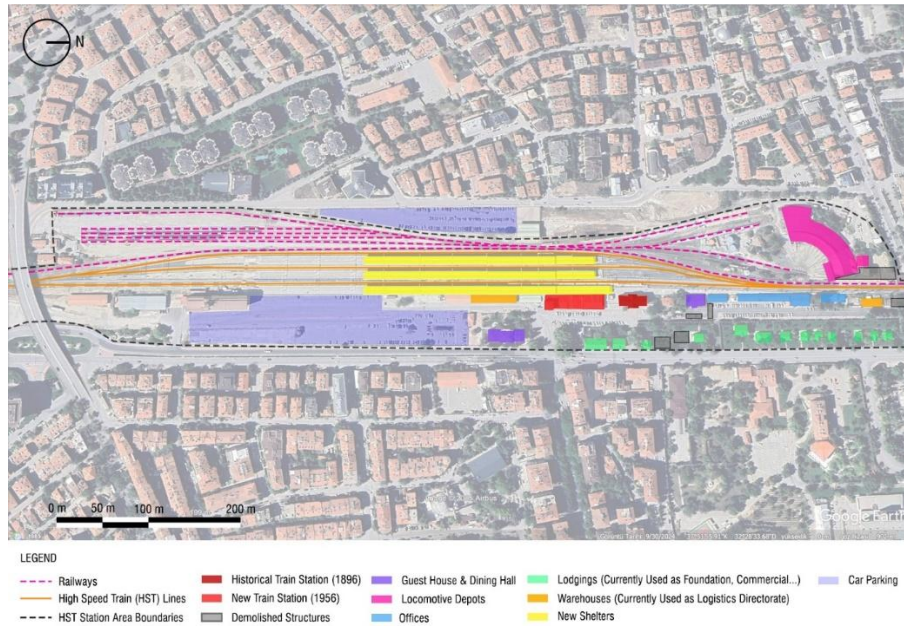 N
0 m 50 m 100 m 200 m
Google Earth
LEGEND
Railways
High Speed Train (HST) Lines
HST Station Area Boundaries
Historical Train Station (1896)
New Train Station (1956)
Demolished Structures
Guest House & Dining Hall
Locomotive Depots
Offices
Lodgings (Currently Used as Foundation, Commercial...)
Warehouses (Currently Used as Logistics Directorate)
New Shelters
Car Parking